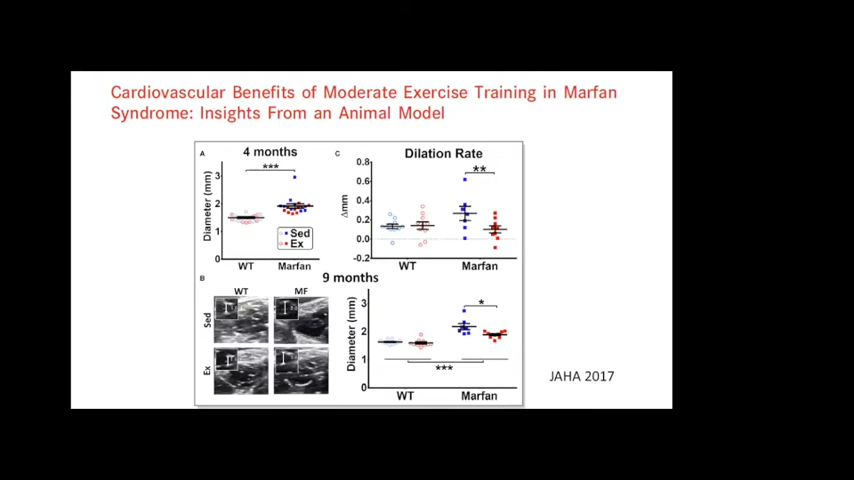 Cardiovascular Benefits of Moderate Exercise Training in Marfan
Syndrome: Insights From an Animal Model
A
4 months
***
Diameter (mm)
3
2
1
0
Sed
Ex
WT
Marfan
C
Dilation Rate
**
Δmm
0.8
0.6
0.4
0.2
0.0
-0.2
WT
Marfan
B
9 months
WT
MF
Sed
Ex
Diameter (mm)
3
2
1
0
*
***
WT
Marfan
JAHA 2017